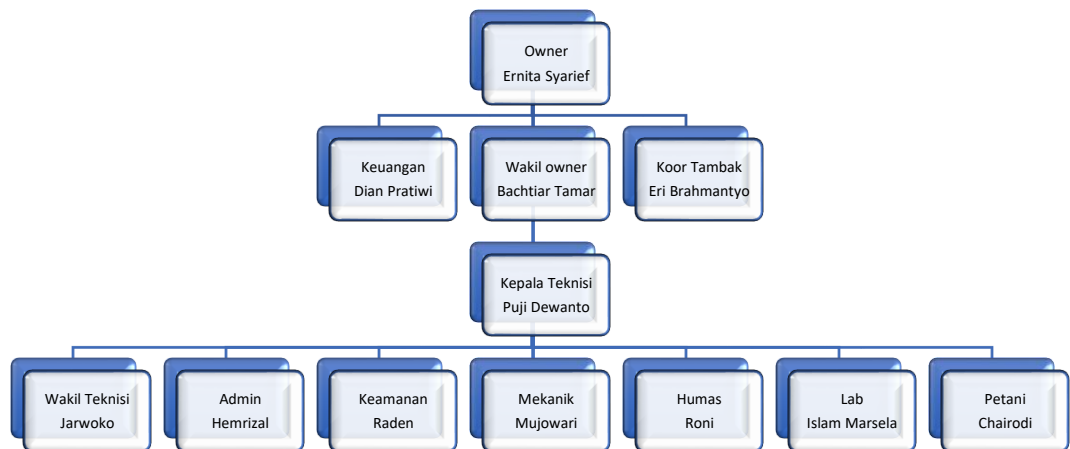 Owner
Ernita Syarief
Keuangan
Dian Pratiwi
Wakil owner
Bachtiar Tamar
Koor Tambak
Eri Brahmantyo
Kepala Teknisi
Puji Dewanto
Wakil Teknisi
Jarwoko
Admin
Hemrizal
Keamanan
Raden
Mekanik
Mujowari
Humas
Roni
Lab
Islam Marsela
Petani
Chairodi